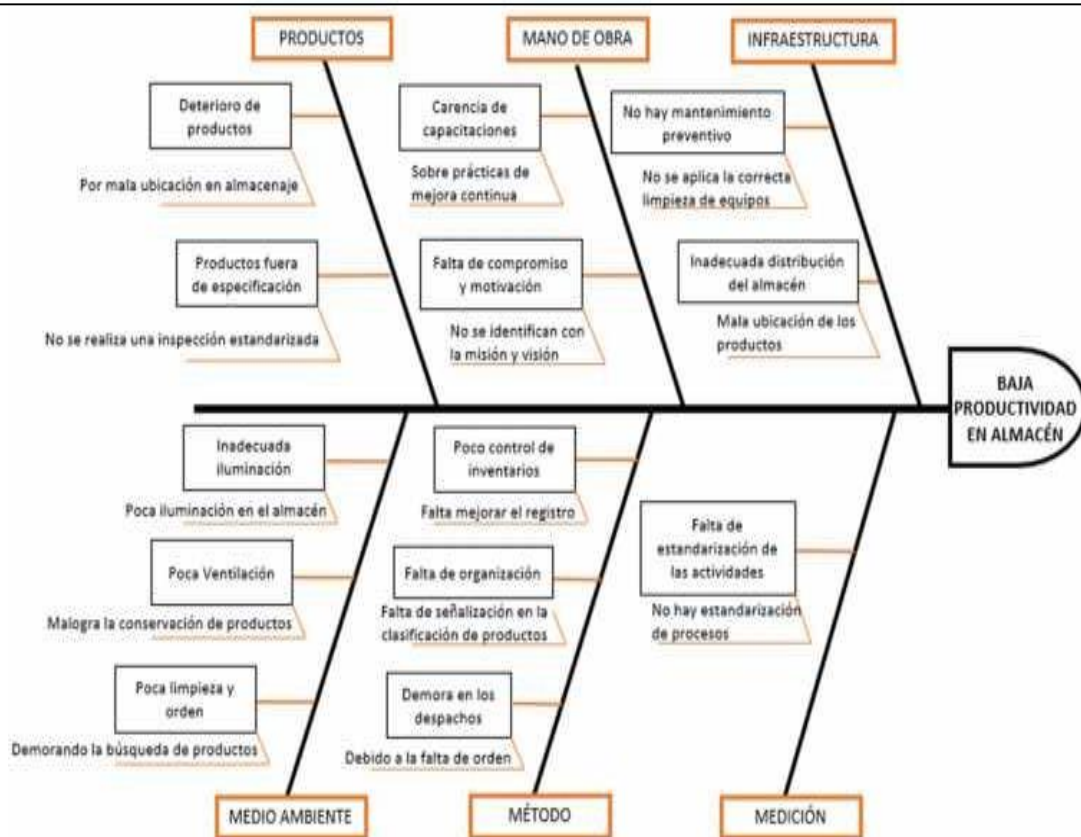 PRODUCTOS
MANO DE OBRA
INFRAESTRUCTURA
Deterioro de
productos
Por mala ubicación en almacenaje
Productos fuera
de especificación
No se realiza una inspección estandarizada
Carencia de
capacitaciones
Sobre prácticas de
mejora continua
Falta de compromiso
y motivación
No se identifican con
la misión y visión
No hay mantenimiento
preventivo
No se aplica la correcta
limpieza de equipos
Inadecuada distribución
del almacén
Mala ubicación de los
productos
BAJA
PRODUCTIVIDAD
EN ALMACÉN
Inadecuada
iluminación
Poca iluminación en el almacén
Poca Ventilación
Malogra la conservación de productos
Poca limpieza y
orden
Demorando la búsqueda de productos
Poco control de
inventarios
Falta mejorar el registro
Falta de organización
Falta de señalización en la
clasificación de productos
Demora en los
despachos
Debido a la falta de orden
Falta de
estandarización de
las actividades
No hay estandarización
de procesos
MEDIO AMBIENTE
MÉTODO
MEDICIÓN